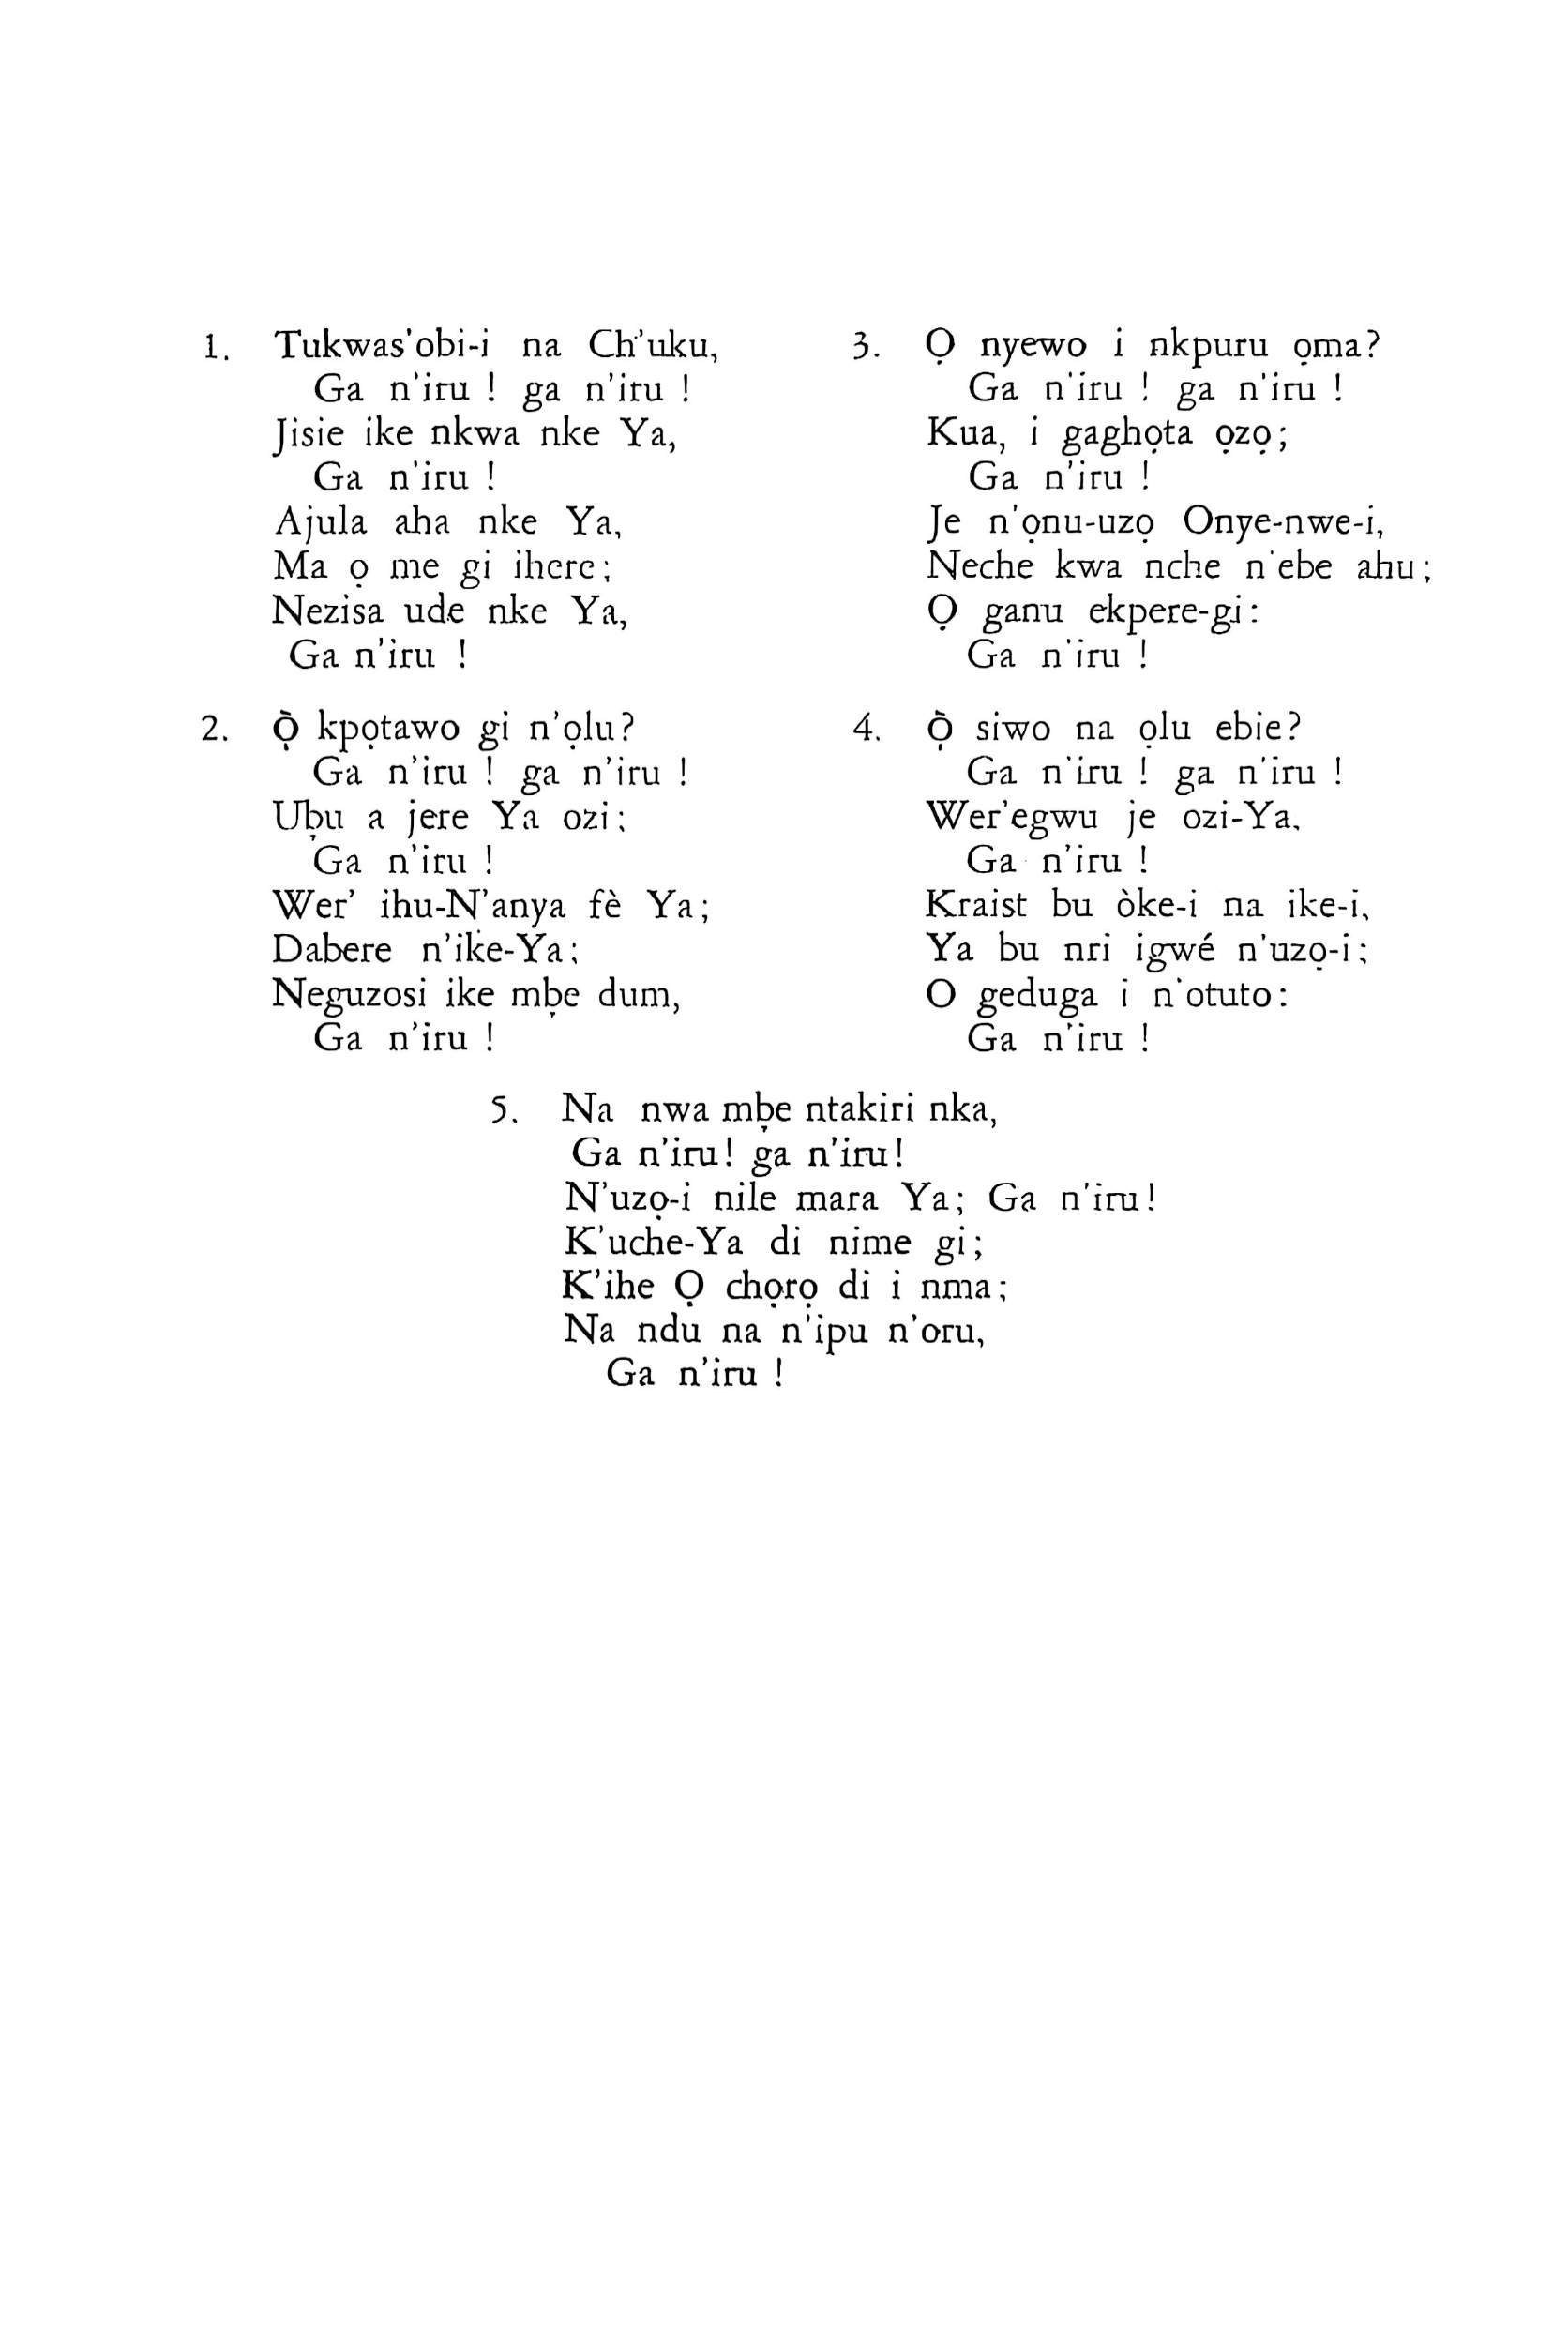 1. Tukwas'obi-i na Ch'uku,
Ga n'iru ! ga n'iru !
Jisie ike nkwa nke Ya,
Ga n'iru !
Ajula aha nke Ya,
Ma ọ me gi ihere;
Nezisa ude nke Ya,
Ga n'iru !
2. Ọ̀ kpọtawo gi n'ọlu?
Ga n'iru ! ga n'iru !
Ub̩u a jere Ya ozi;
Ga n'iru !
Wer' ihu-N'anya fè Ya;
Dabere n'ike-Ya;
Neguzosi ike mb̩e dum,
Ga n'iru !
3. Ọ nyewo i nkpuru ọma?
Ga n'iru ! ga n'iru !
Kua, i gaghọta ọzọ;
Ga n'iru !
Je n'ọnu-uzọ Onye-nwe-i,
Neche kwa nche n'ebe ahu;
Ọ ganu ekpere-gi:
Ga n'iru !
4. Ọ̀ siwo na ọlu ebie?
Ga n'iru ! ga n'iru !
Wer'egwu je ozi-Ya.
Ga n'iru !
Kraist bu òke-i na ike-i,
Ya bu nri igwé n'uzọ-i;
O geduga i n'otuto:
Ga n'iru !
5. Na nwa mb̩e ntakiri nka,
Ga n'iru! ga n'iru!
N'uzọ-i nile mara Ya; Ga n'iru!
K'uche-Ya di nime gi;
K'ihe Ọ chọrọ di i nma;
Na ndu na n'ipu n'oru,
Ga n'iru !